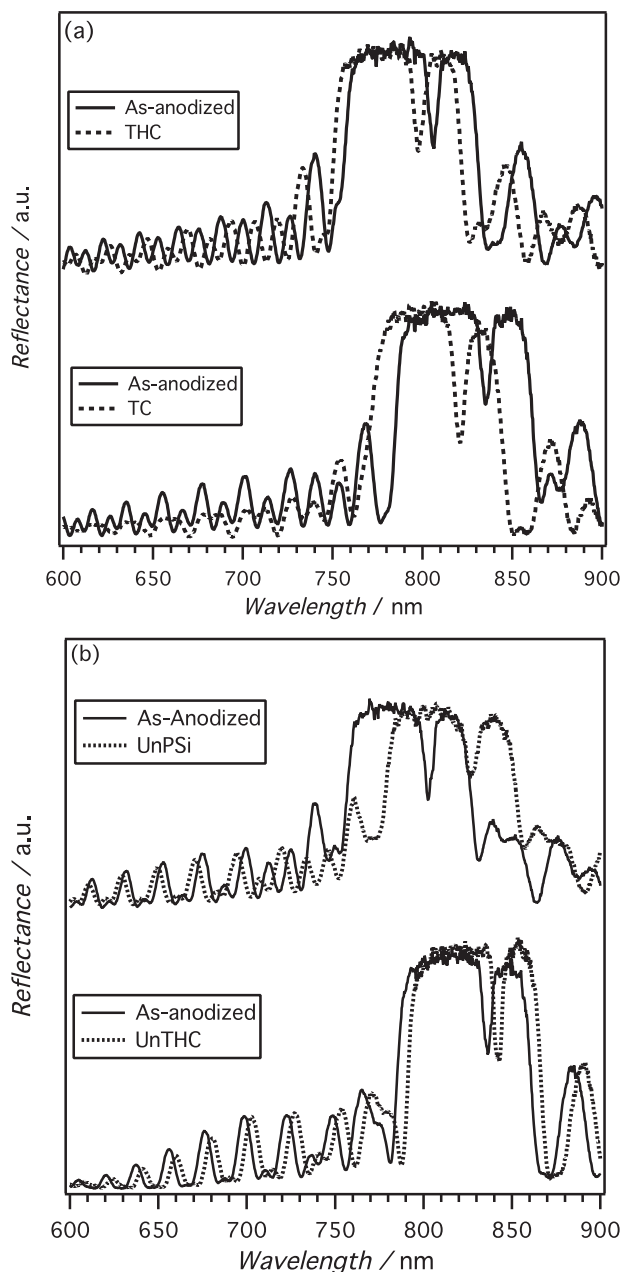 (a)
As-anodized
THC
As-anodized
TC
Reflectance / a.u.
600 650 700 750 800 850 900
Wavelength / nm
(b)
As-Anodized
UnPSi
As-anodized
UnTHC
Reflectance / a.u.
600 650 700 750 800 850 900
Wavelength / nm